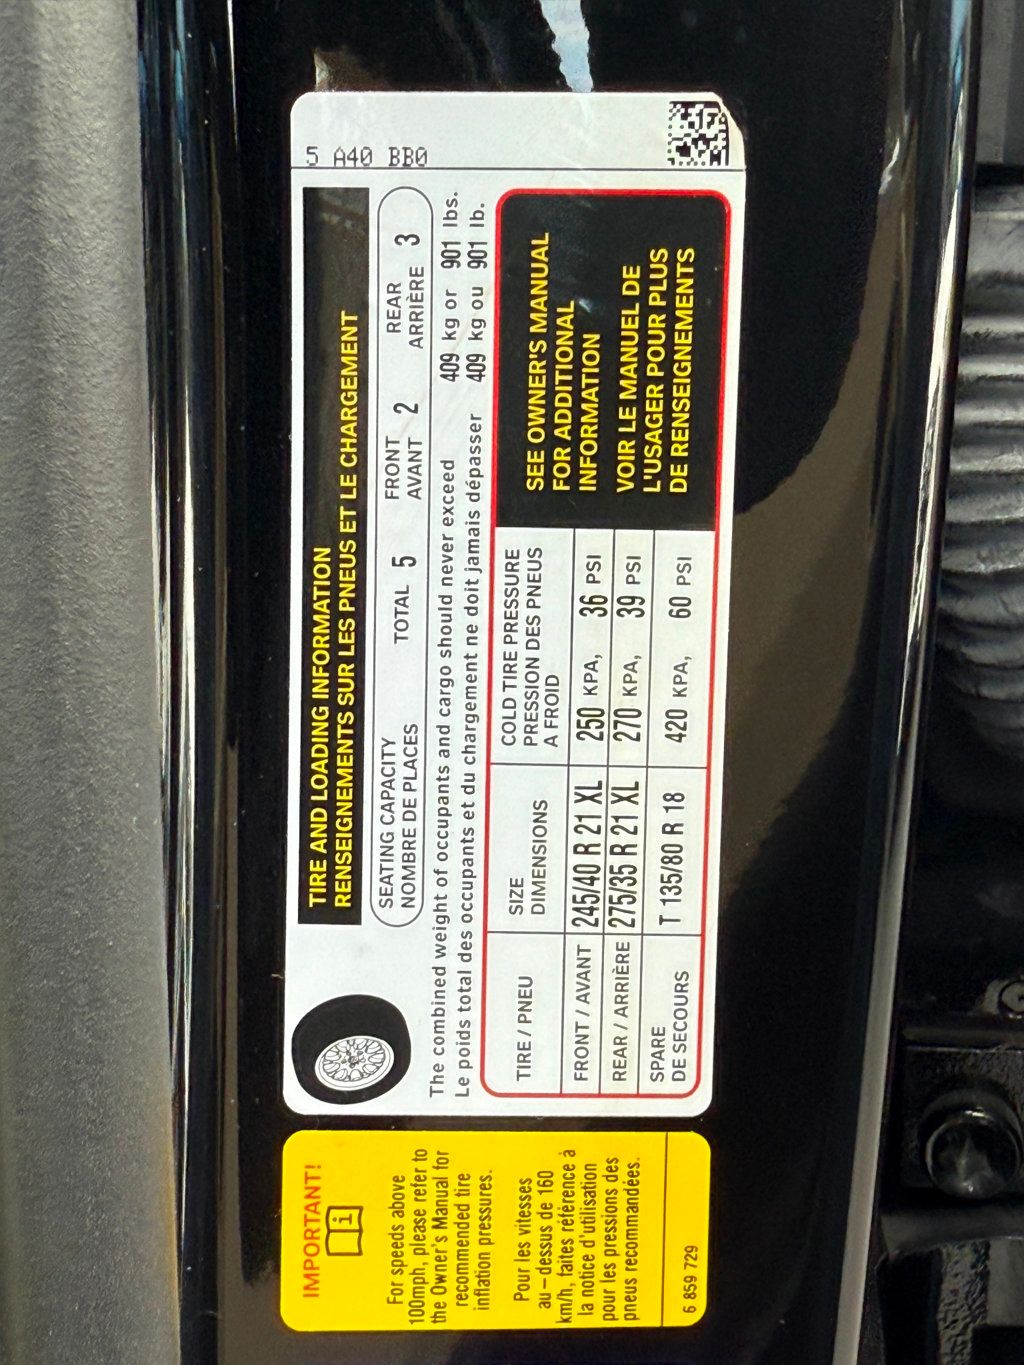 IMPORTANT!
For speeds above
100mph, please refer to
the Owner's Manual for
recommended tire
inflation pressures.
Pour les vitesses
au-dessus de 160
km/h, faites référence à
la notice d'utilisation
pour les pressions des
pneus recommandées.
6 859 729
TIRE AND LOADING INFORMATION
RENSEIGNEMENTS SUR LES PNEUS ET LE CHARGEMENT
5 A40 BB0
SEATING CAPACITY TOTAL 5 FRONT 2 REAR 3
NOMBRE DE PLACES AVANT ARRIÈRE
The combined weight of occupants and cargo should never exceed 409 kg or 901 lbs.
Le poids total des occupants et du chargement ne doit jamais dépasser 409 kg ou 901 lb.
TIRE / PNEU SIZE DIMENSIONS COLD TIRE PRESSURE PRESSION DES PNEUS A FROID
FRONT / AVANT 245/40 R 21 XL 250 KPA, 36 PSI
REAR / ARRIÈRE 275/35 R 21 XL 270 KPA, 39 PSI
SPARE DE SECOURS T 135/80 R 18 420 KPA, 60 PSI
SEE OWNER'S MANUAL
FOR ADDITIONAL
INFORMATION
VOIR LE MANUEL DE
L'USAGER POUR PLUS
DE RENSEIGNEMENTS